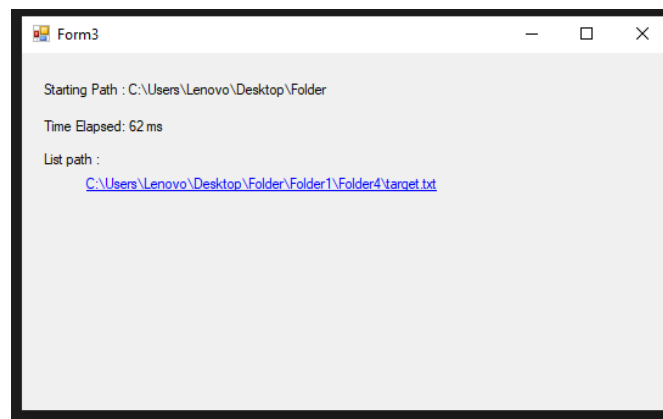 Form3
Starting Path : C:\Users\Lenovo\Desktop\Folder
Time Elapsed: 62 ms
List path :
C:\Users\Lenovo\Desktop\Folder\Folder1\Folder4\target.txt